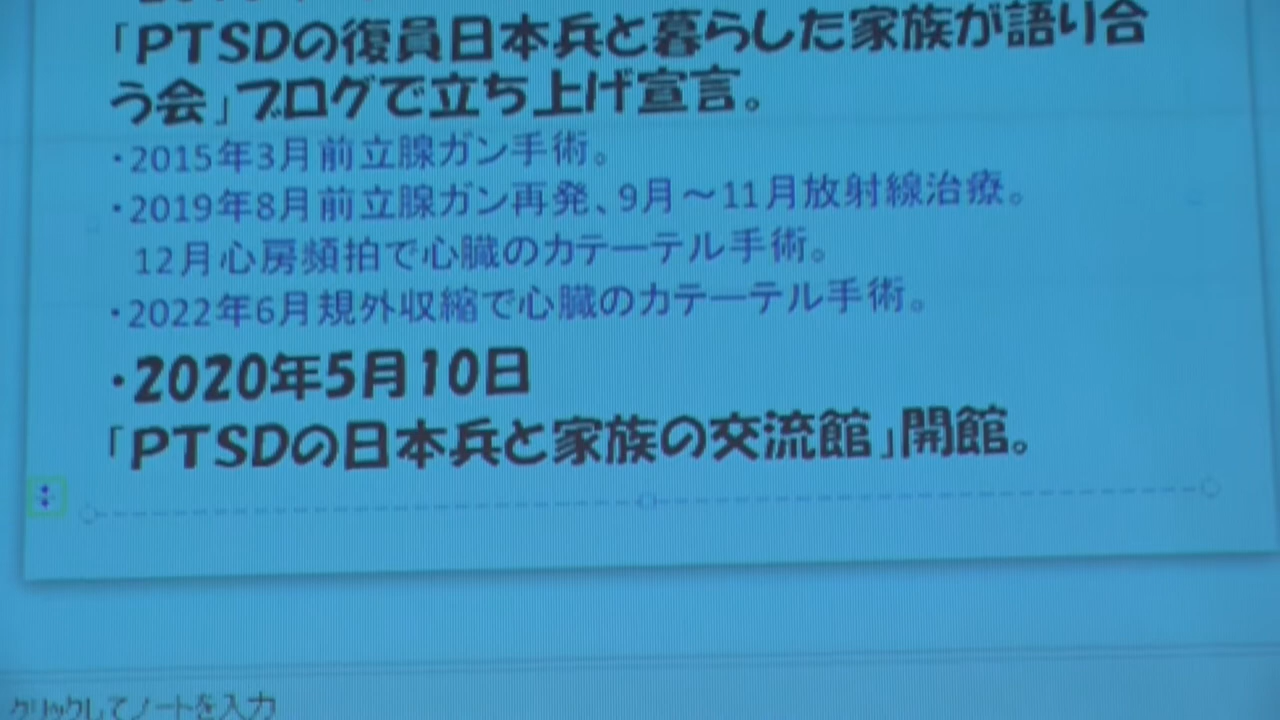 「PTSDの復員日本兵と暮らした家族が語り合
う会」ブログで立ち上げ宣言。
・2015年3月前立腺ガン手術。
・2019年8月前立腺ガン再発、9月～11月放射線治療。
12月心房頻拍で心臓のカテーテル手術。
・2022年6月規外収縮で心臓のカテーテル手術。
・2020年5月10日
「PTSDの日本兵と家族の交流館」開館。
クリックしてノートを入力